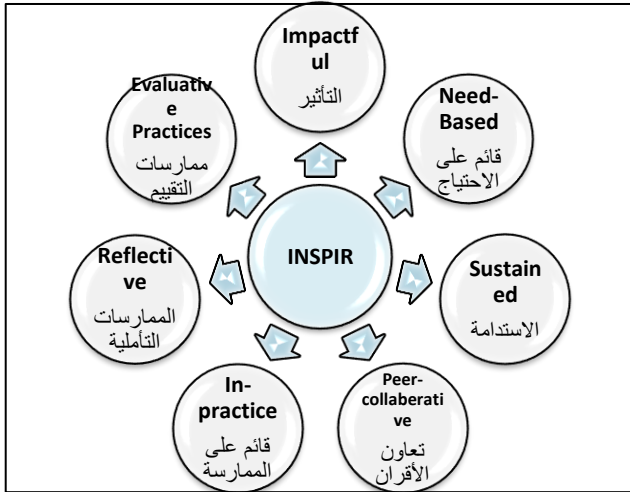 Impactf
ul
التأثير
Need-
Based
قائم على
الاحتياج
Sustain
ed
الاستدامة
Peer-
collaberati
ve
تعاون
الأقران
In-
practice
قائم على
الممارسة
Reflecti
ve
الممارسات
التأملية
Evaluativ
e
Practices
ممارسات
التقييم
INSPIR